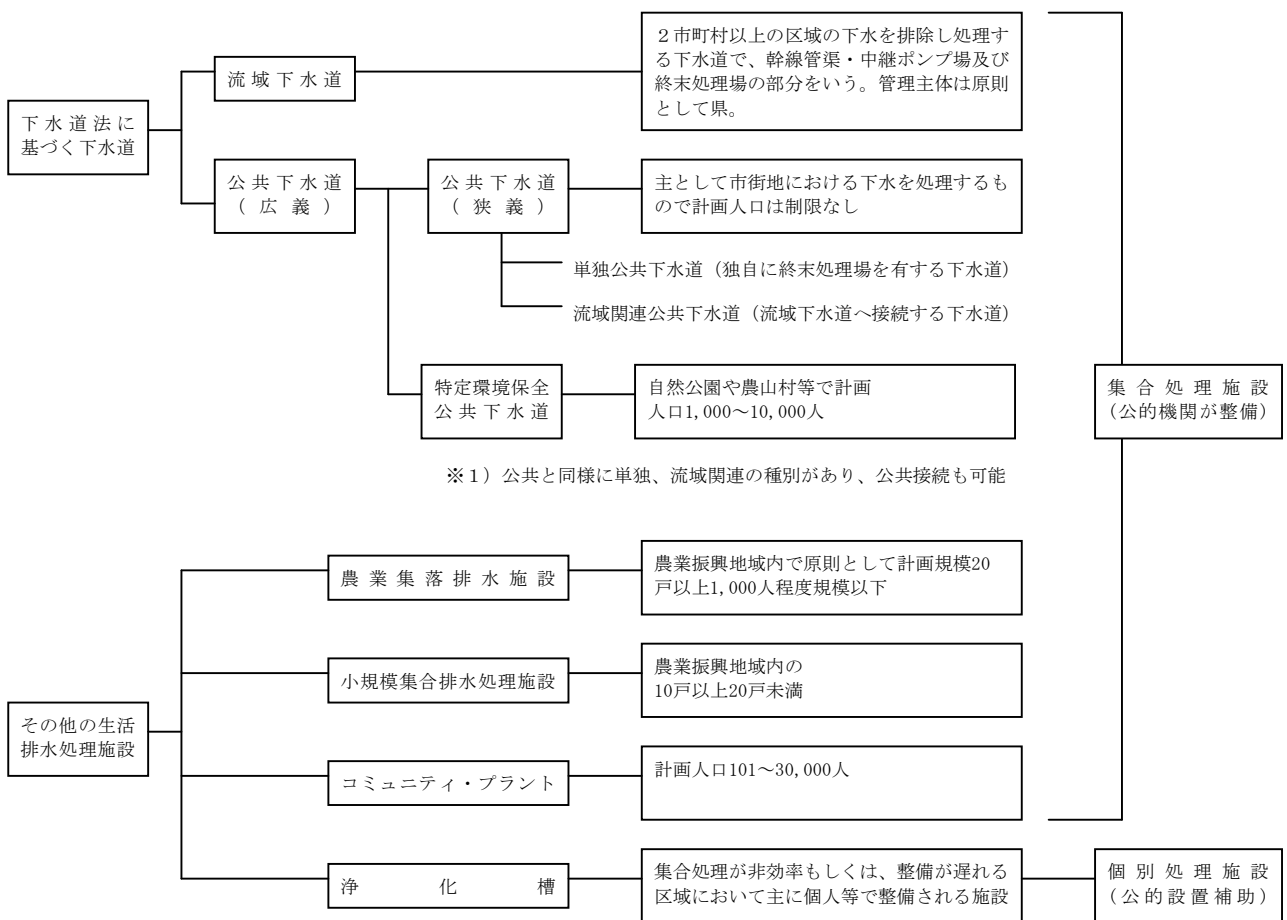 下水道法に
基づく下水道
流域下水道
２市町村以上の区域の下水を排除し処理す
る下水道で、幹線管渠・中継ポンプ場及び
終末処理場の部分をいう。管理主体は原則
として県。
公共下水道
(広義)
公共下水道
(狭義)
主として市街地における下水を処理するも
ので計画人口は制限なし
単独公共下水道（独自に終末処理場を有する下水道）
流域関連公共下水道（流域下水道へ接続する下水道）
特定環境保全
公共下水道
自然公園や農山村等で計画
人口1,000～10,000人
※１）公共と同様に単独、流域関連の種別があり、公共接続も可能
集合処理施設
(公的機関が整備)
その他の生活
排水処理施設
農業集落排水施設
農業振興地域内で原則として計画規模20
戸以上1,000人程度規模以下
小規模集合排水処理施設
農業振興地域内の
10戸以上20戸未満
コミュニティ・プラント
計画人口101～30,000人
浄化槽
集合処理が非効率もしくは、整備が遅れる
区域において主に個人等で整備される施設
個別処理施設
(公的設置補助)